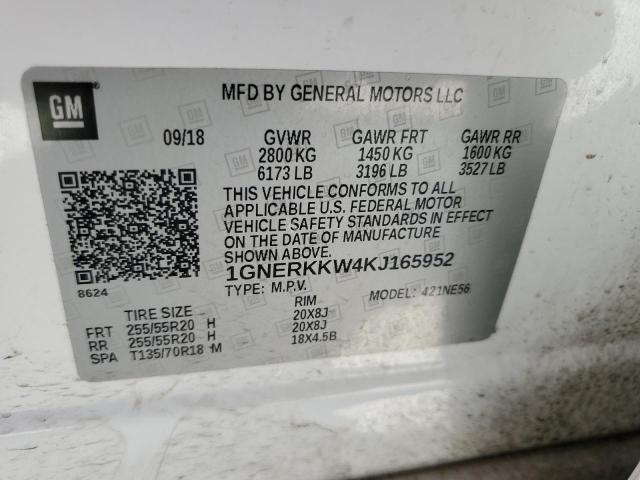 GM
MFD BY GENERAL MOTORS LLC
09/18 GVWR GAWR FRT GAWR RR
2800 KG 1450 KG 1600 KG
6173 LB 3196 LB 3527 LB
THIS VEHICLE CONFORMS TO ALL
APPLICABLE U.S. FEDERAL MOTOR
VEHICLE SAFETY STANDARDS IN EFFECT
ON THE DATE OF MANUFACTURE
SHOWN ABOVE.
1GNERKKW4KJ165952
8624
TYPE: M.P.V. MODEL: 421NE56
TIRE SIZE RIM
FRT 255/55R20 H 20X8J
RR 255/55R20 H 20X8J
SPA T135/70R18 M 18X4.5B